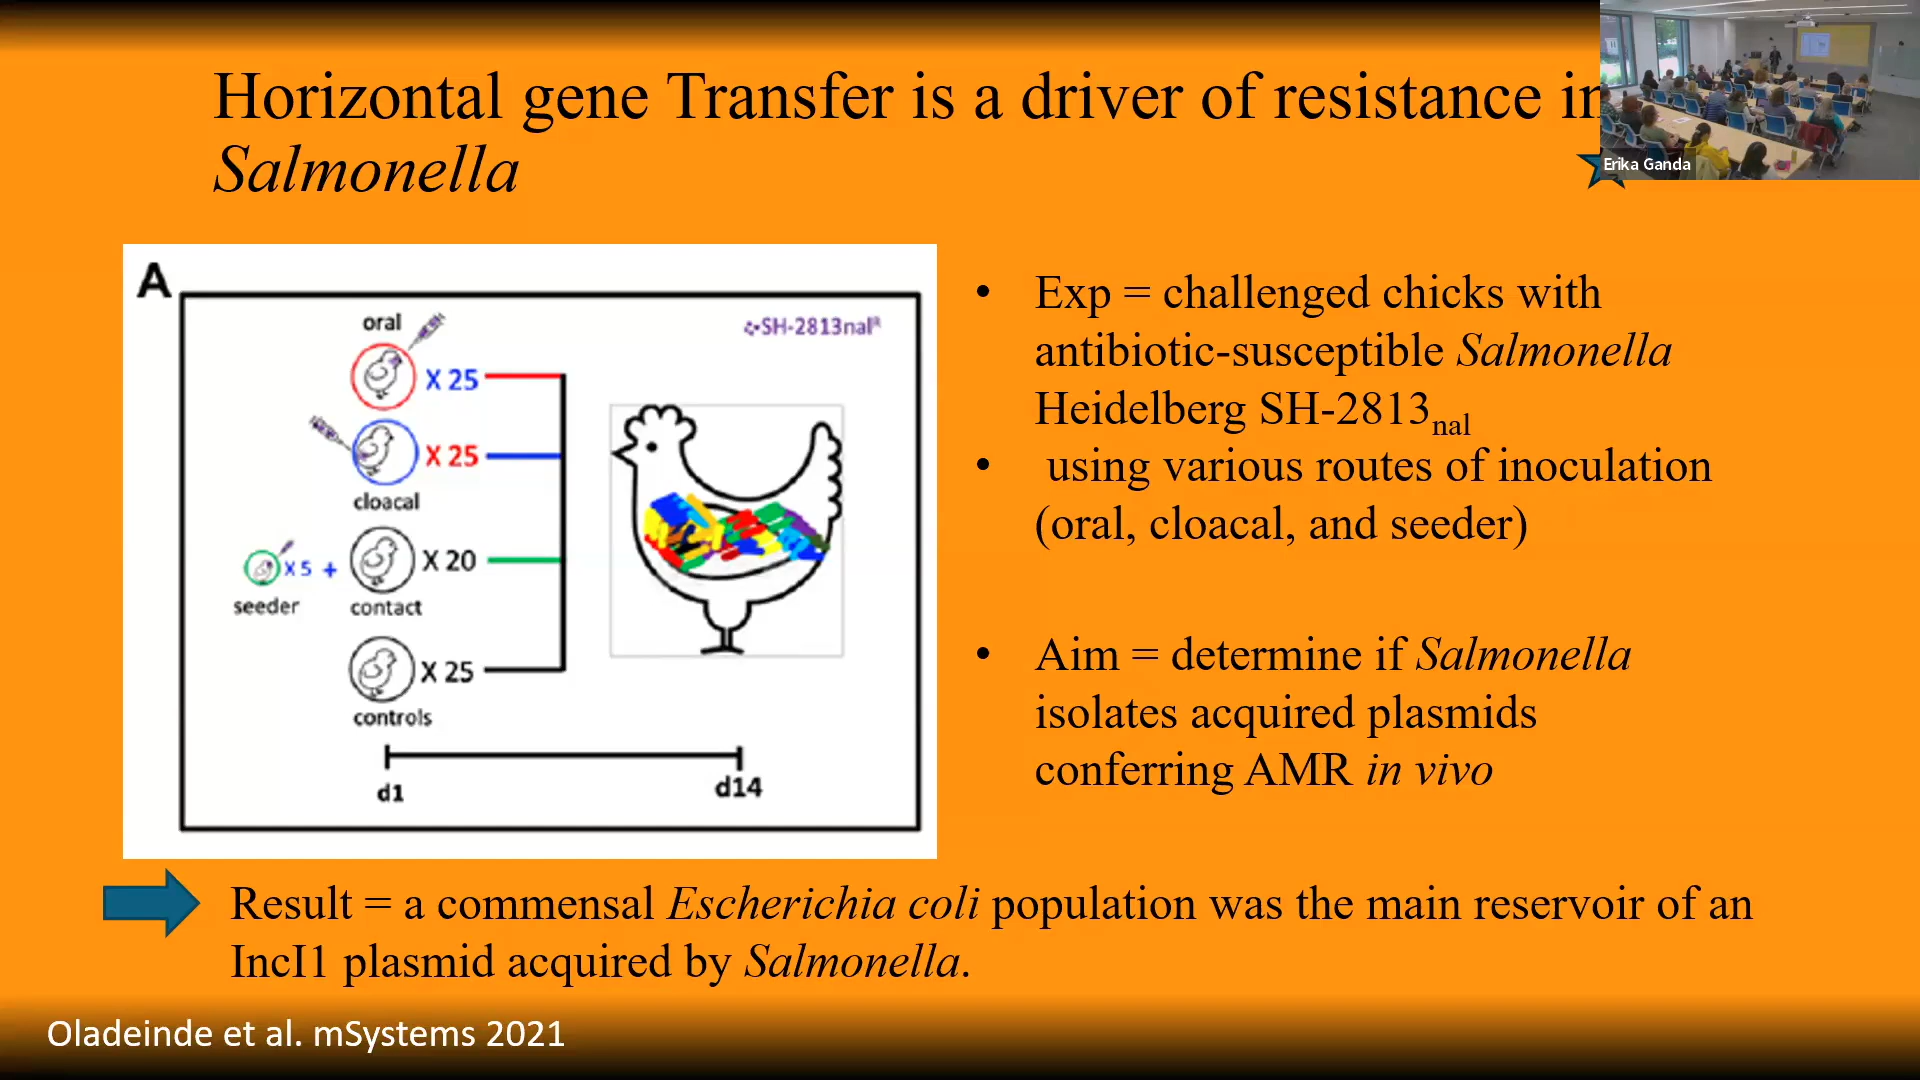 Horizontal gene Transfer is a driver of resistance in
Salmonella
Erika Ganda
A
oral
SH-2813nalᴿ
X 25
X 25
cloacal
X 5 +
X 20
seeder
contact
X 25
controls
d1
d14
• Exp = challenged chicks with
antibiotic-susceptible Salmonella
Heidelberg SH-2813nal
• using various routes of inoculation
(oral, cloacal, and seeder)
• Aim = determine if Salmonella
isolates acquired plasmids
conferring AMR in vivo
Result = a commensal Escherichia coli population was the main reservoir of an
IncI1 plasmid acquired by Salmonella.
Oladeinde et al. mSystems 2021